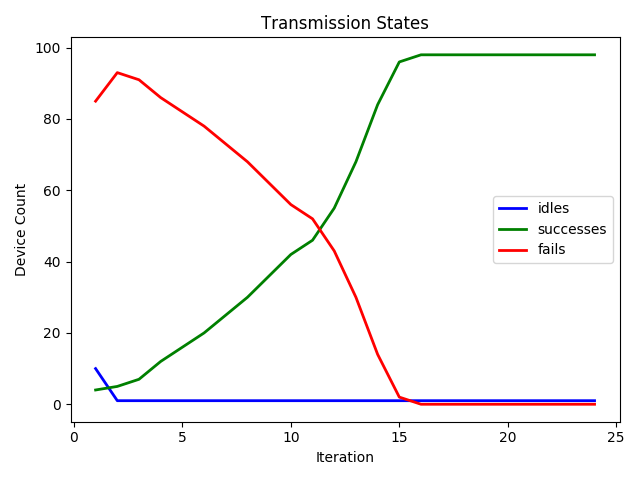 Transmission States
Device Count
100
80
60
40
20
0
idles
successes
fails
0 5 10 15 20 25
Iteration